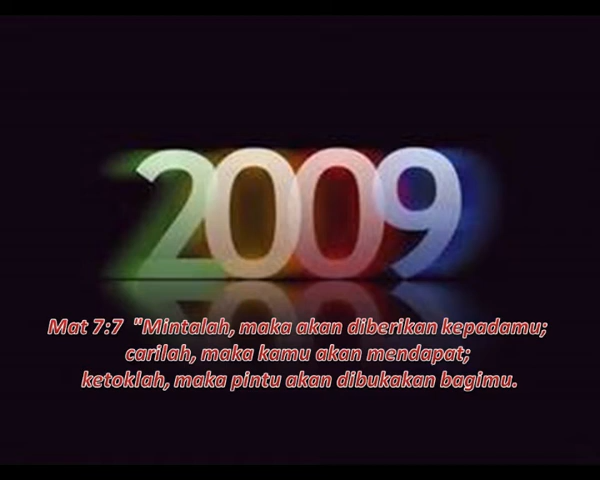 2009
Mat 7:7  "Mintalah, maka akan diberikan kepadamu;
carilah, maka kamu akan mendapat;
ketoklah, maka pintu akan dibukakan bagimu.